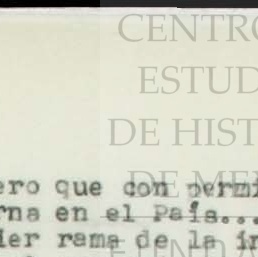 CENTRO
ESTUD
DE HIST
DE ME
ero que con permi
rna en el País...
ier rama de la in